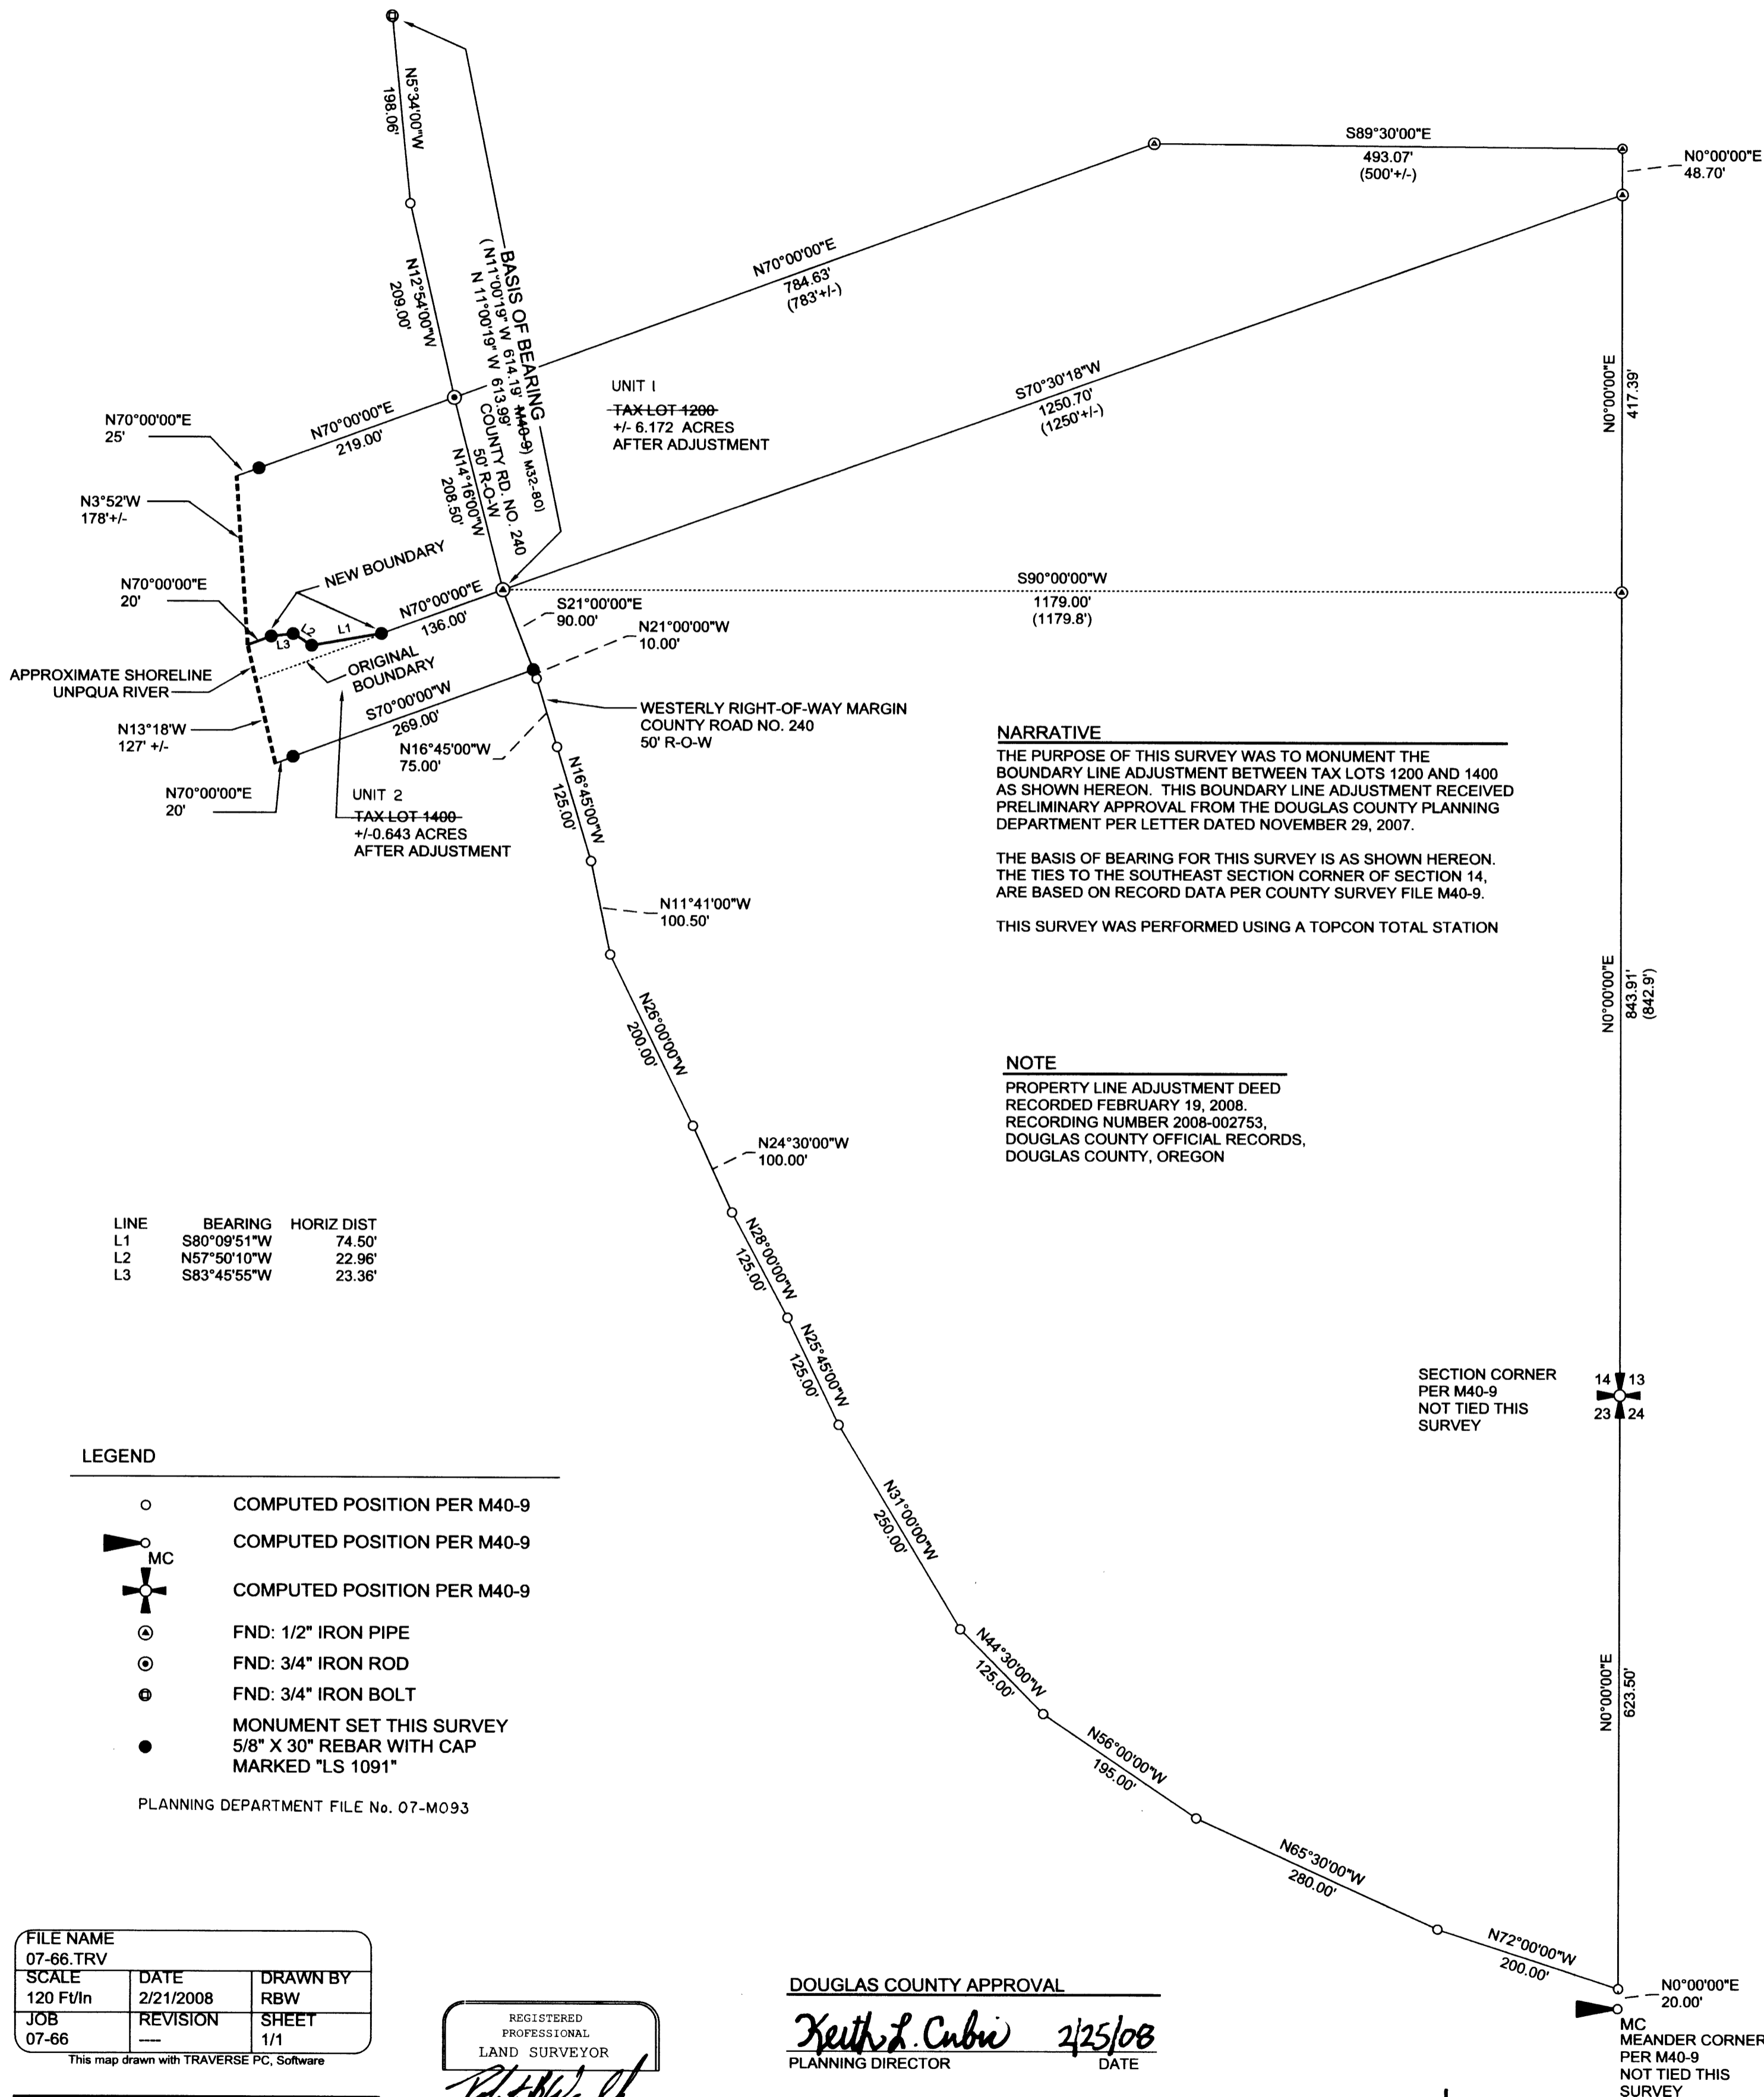 N5°34'00"W
198.06'
S89°30'00"E
493.07'
(500'+/-)
N0°00'00"E
48.70'
N12°54'00"W
209.00'
BASIS OF BEARING
(N11°00'19" W 614.19' M40-9) M32-80)
N 11°00'19" W 613.99'
COUNTY RD. NO. 240
50' R-O-W
N70°00'00"E
784.63'
(783'+/-)
N70°00'00"E
25'
N70°00'00"E
219.00'
UNIT 1
TAX LOT 1200
+/- 6.172 ACRES
AFTER ADJUSTMENT
S70°30'18"W
1250.70'
(1250'+/-)
N0°00'00"E
417.39'
N14°16'00"W
208.50'
N3°52'W
178'+/-
NEW BOUNDARY
N70°00'00"E
20'
L3
L2
L1
N70°00'00"E
136.00'
S90°00'00"W
1179.00'
(1179.8')
S21°00'00"E
90.00'
N21°00'00"W
10.00'
APPROXIMATE SHORELINE
UNPQUA RIVER
ORIGINAL
BOUNDARY
S70°00'00"W
269.00'
N13°18'W
127' +/-
N70°00'00"E
20'
N16°45'00"W
75.00'
WESTERLY RIGHT-OF-WAY MARGIN
COUNTY ROAD NO. 240
50' R-O-W
UNIT 2
TAX LOT 1400
+/-0.643 ACRES
AFTER ADJUSTMENT
N16°45'00"W
125.00'
N11°41'00"W
100.50'
NARRATIVE
THE PURPOSE OF THIS SURVEY WAS TO MONUMENT THE
BOUNDARY LINE ADJUSTMENT BETWEEN TAX LOTS 1200 AND 1400
AS SHOWN HEREON. THIS BOUNDARY LINE ADJUSTMENT RECEIVED
PRELIMINARY APPROVAL FROM THE DOUGLAS COUNTY PLANNING
DEPARTMENT PER LETTER DATED NOVEMBER 29, 2007.
THE BASIS OF BEARING FOR THIS SURVEY IS AS SHOWN HEREON.
THE TIES TO THE SOUTHEAST SECTION CORNER OF SECTION 14,
ARE BASED ON RECORD DATA PER COUNTY SURVEY FILE M40-9.
THIS SURVEY WAS PERFORMED USING A TOPCON TOTAL STATION
N0°00'00"E
843.91'
(842.9')
N26°00'00"W
200.00'
NOTE
PROPERTY LINE ADJUSTMENT DEED
RECORDED FEBRUARY 19, 2008.
RECORDING NUMBER 2008-002753,
DOUGLAS COUNTY OFFICIAL RECORDS,
DOUGLAS COUNTY, OREGON
N24°30'00"W
100.00'
LINE BEARING HORIZ DIST
L1 S80°09'51"W 74.50'
L2 N57°50'10"W 22.96'
L3 S83°45'55"W 23.36'
N28°00'00"W
125.00'
N25°45'00"W
125.00'
SECTION CORNER
PER M40-9
NOT TIED THIS
SURVEY
14 13
23 24
LEGEND
COMPUTED POSITION PER M40-9
MC
COMPUTED POSITION PER M40-9
COMPUTED POSITION PER M40-9
FND: 1/2" IRON PIPE
FND: 3/4" IRON ROD
FND: 3/4" IRON BOLT
MONUMENT SET THIS SURVEY
5/8" X 30" REBAR WITH CAP
MARKED "LS 1091"
PLANNING DEPARTMENT FILE No. 07-M093
N31°00'00"W
250.00'
N44°30'00"W
125.00'
N56°00'00"W
195.00'
N65°30'00"W
280.00'
N72°00'00"W
200.00'
N0°00'00"E
623.50'
N0°00'00"E
20.00'
MC
MEANDER CORNER
PER M40-9
NOT TIED THIS
SURVEY
FILE NAME
07-66.TRV
SCALE DATE DRAWN BY
120 Ft/In 2/21/2008 RBW
JOB REVISION SHEET
07-66 ---- 1/1
This map drawn with TRAVERSE PC, Software
REGISTERED
PROFESSIONAL
LAND SURVEYOR
DOUGLAS COUNTY APPROVAL
Keith L. Cubic 2/25/08
PLANNING DIRECTOR DATE